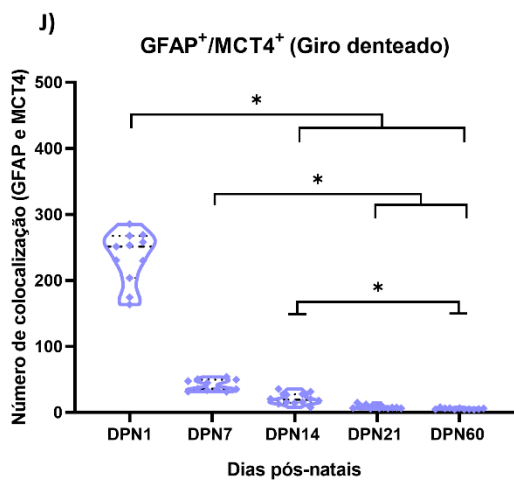 J)
GFAP⁺/MCT4⁺ (Giro denteado)
Número de colocalização (GFAP e MCT4)
500
400
300
200
100
0
*
*
*
DPN1 DPN7 DPN14 DPN21 DPN60
Dias pós-natais